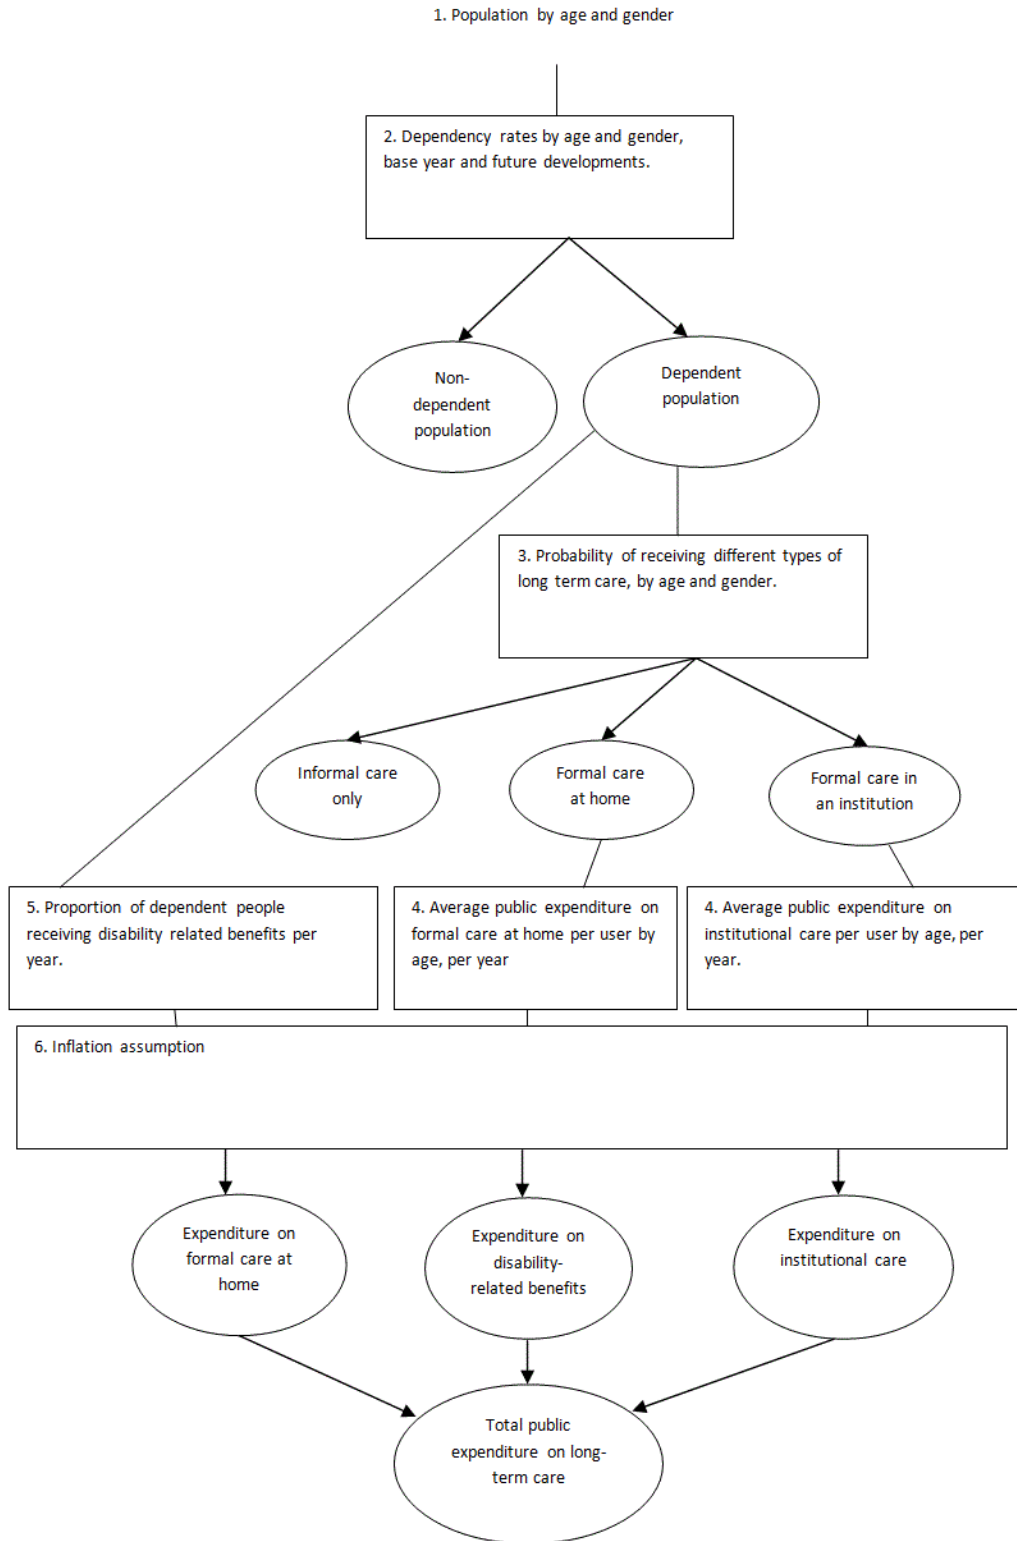 1. Population by age and gender
2. Dependency rates by age and gender,
base year and future developments.
Non-
dependent
population
Dependent
population
3. Probability of receiving different types of
long term care, by age and gender.
Informal care
only
Formal care
at home
Formal care in
an institution
5. Proportion of dependent people
receiving disability related benefits per
year.
4. Average public expenditure on
formal care at home per user by
age, per year
4. Average public expenditure on
institutional care per user by age, per
year.
6. Inflation assumption
Expenditure on
formal care at
home
Expenditure on
disability-
related benefits
Expenditure on
institutional care
Total public
expenditure on long-
term care